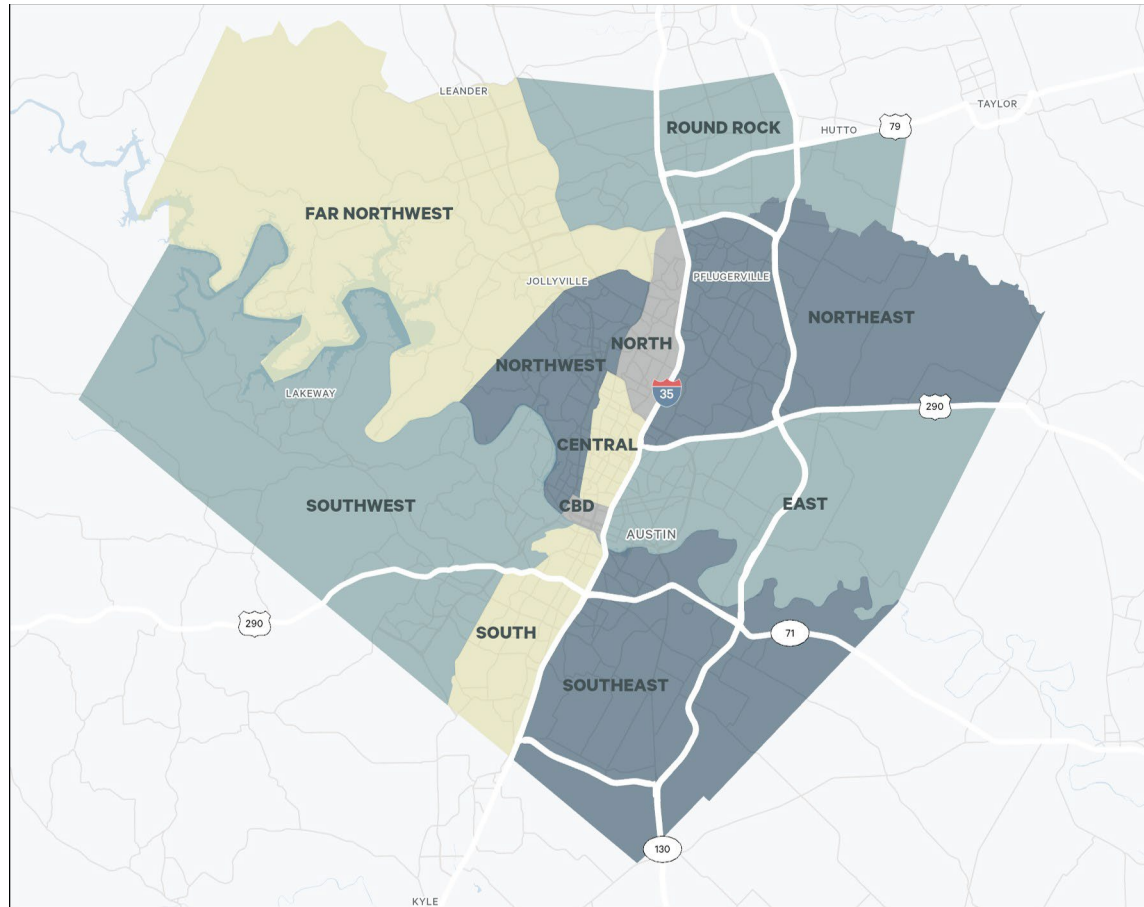 LEANDER
TAYLOR
ROUND ROCK
HUTTO
79
FAR NORTHWEST
JOLLYVILLE
PFLUGERVILLE
NORTHEAST
NORTH
NORTHWEST
LAKEWAY
35
290
CENTRAL
SOUTHWEST
CBD
EAST
AUSTIN
290
SOUTH
71
SOUTHEAST
130
KYLE